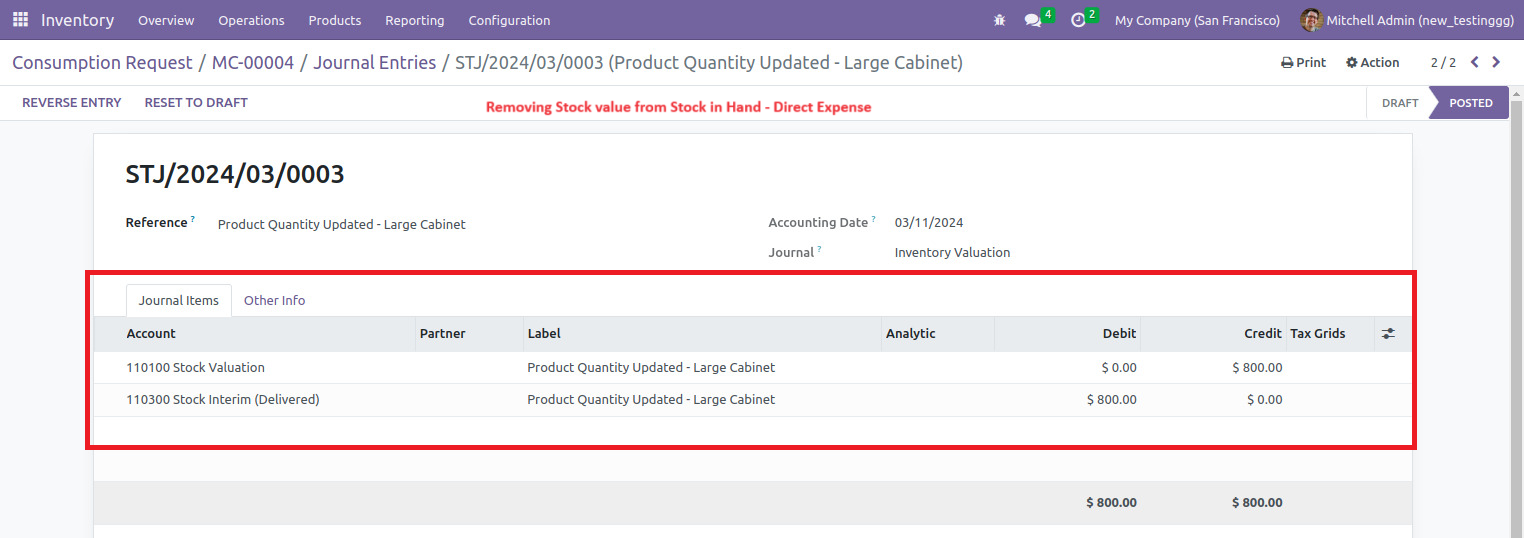 Inventory Overview Operations Products Reporting Configuration 4 2 My Company (San Francisco) Mitchell Admin (new_testinggg)
Consumption Request / MC-00004 / Journal Entries / STJ/2024/03/0003 (Product Quantity Updated - Large Cabinet) Print Action 2 / 2
REVERSE ENTRY RESET TO DRAFT Removing Stock value from Stock in Hand - Direct Expense DRAFT POSTED
STJ/2024/03/0003
Reference ? Product Quantity Updated - Large Cabinet Accounting Date ? 03/11/2024
Journal ? Inventory Valuation
Journal Items Other Info
Account Partner Label Analytic Debit Credit Tax Grids
110100 Stock Valuation Product Quantity Updated - Large Cabinet $ 0.00 $ 800.00
110300 Stock Interim (Delivered) Product Quantity Updated - Large Cabinet $ 800.00 $ 0.00
$ 800.00 $ 800.00